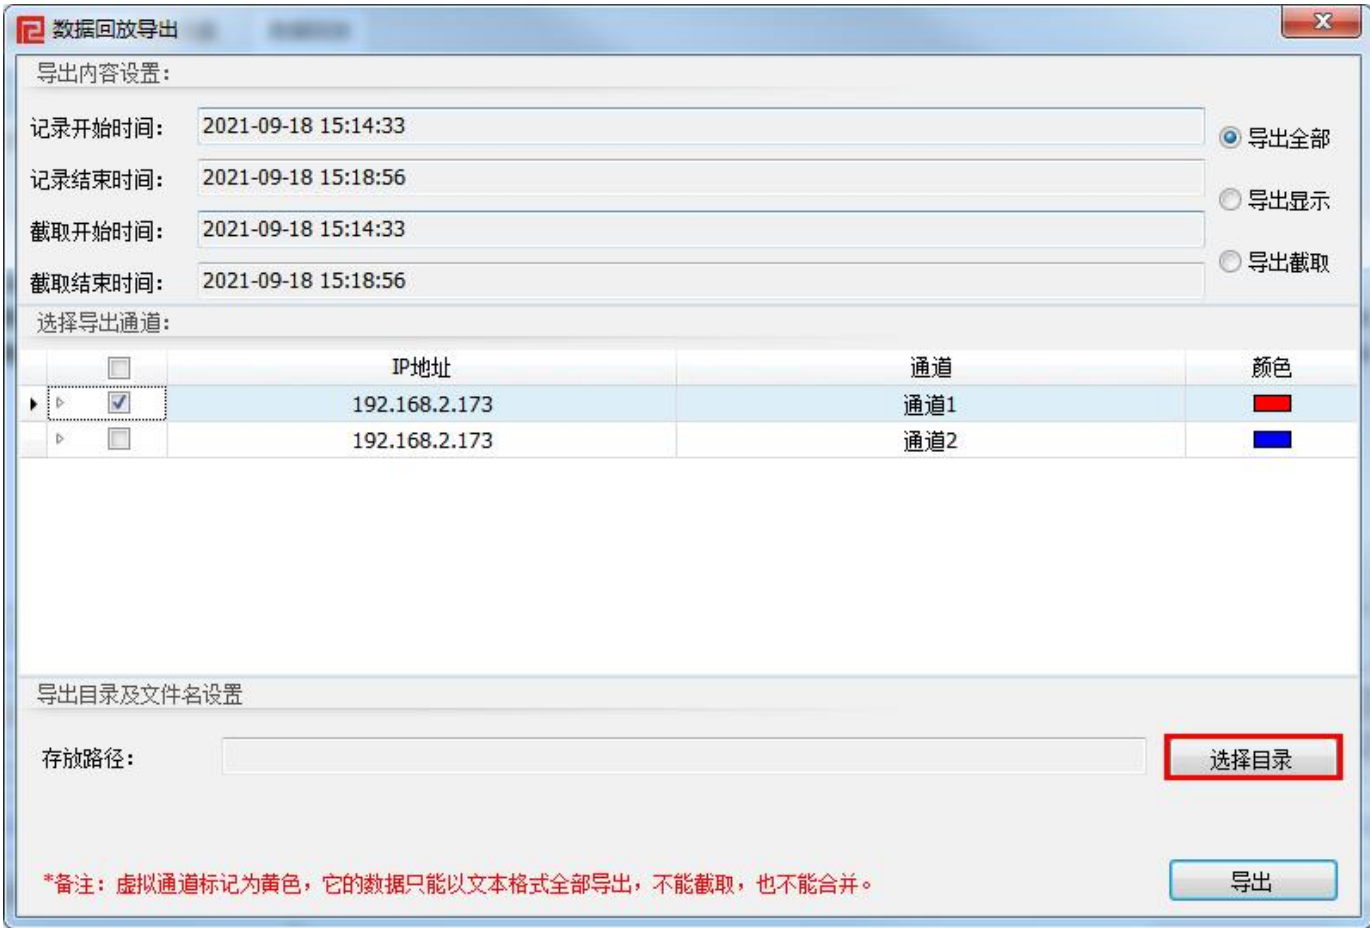 数据回放导出
导出内容设置：
记录开始时间： 2021-09-18 15:14:33
导出全部
记录结束时间： 2021-09-18 15:18:56
导出显示
截取开始时间： 2021-09-18 15:14:33
导出截取
截取结束时间： 2021-09-18 15:18:56
选择导出通道：
IP地址 通道 颜色
192.168.2.173 通道1
192.168.2.173 通道2
导出目录及文件名设置
存放路径： 选择目录
*备注：虚拟通道标记为黄色，它的数据只能以文本格式全部导出，不能截取，也不能合并。
导出